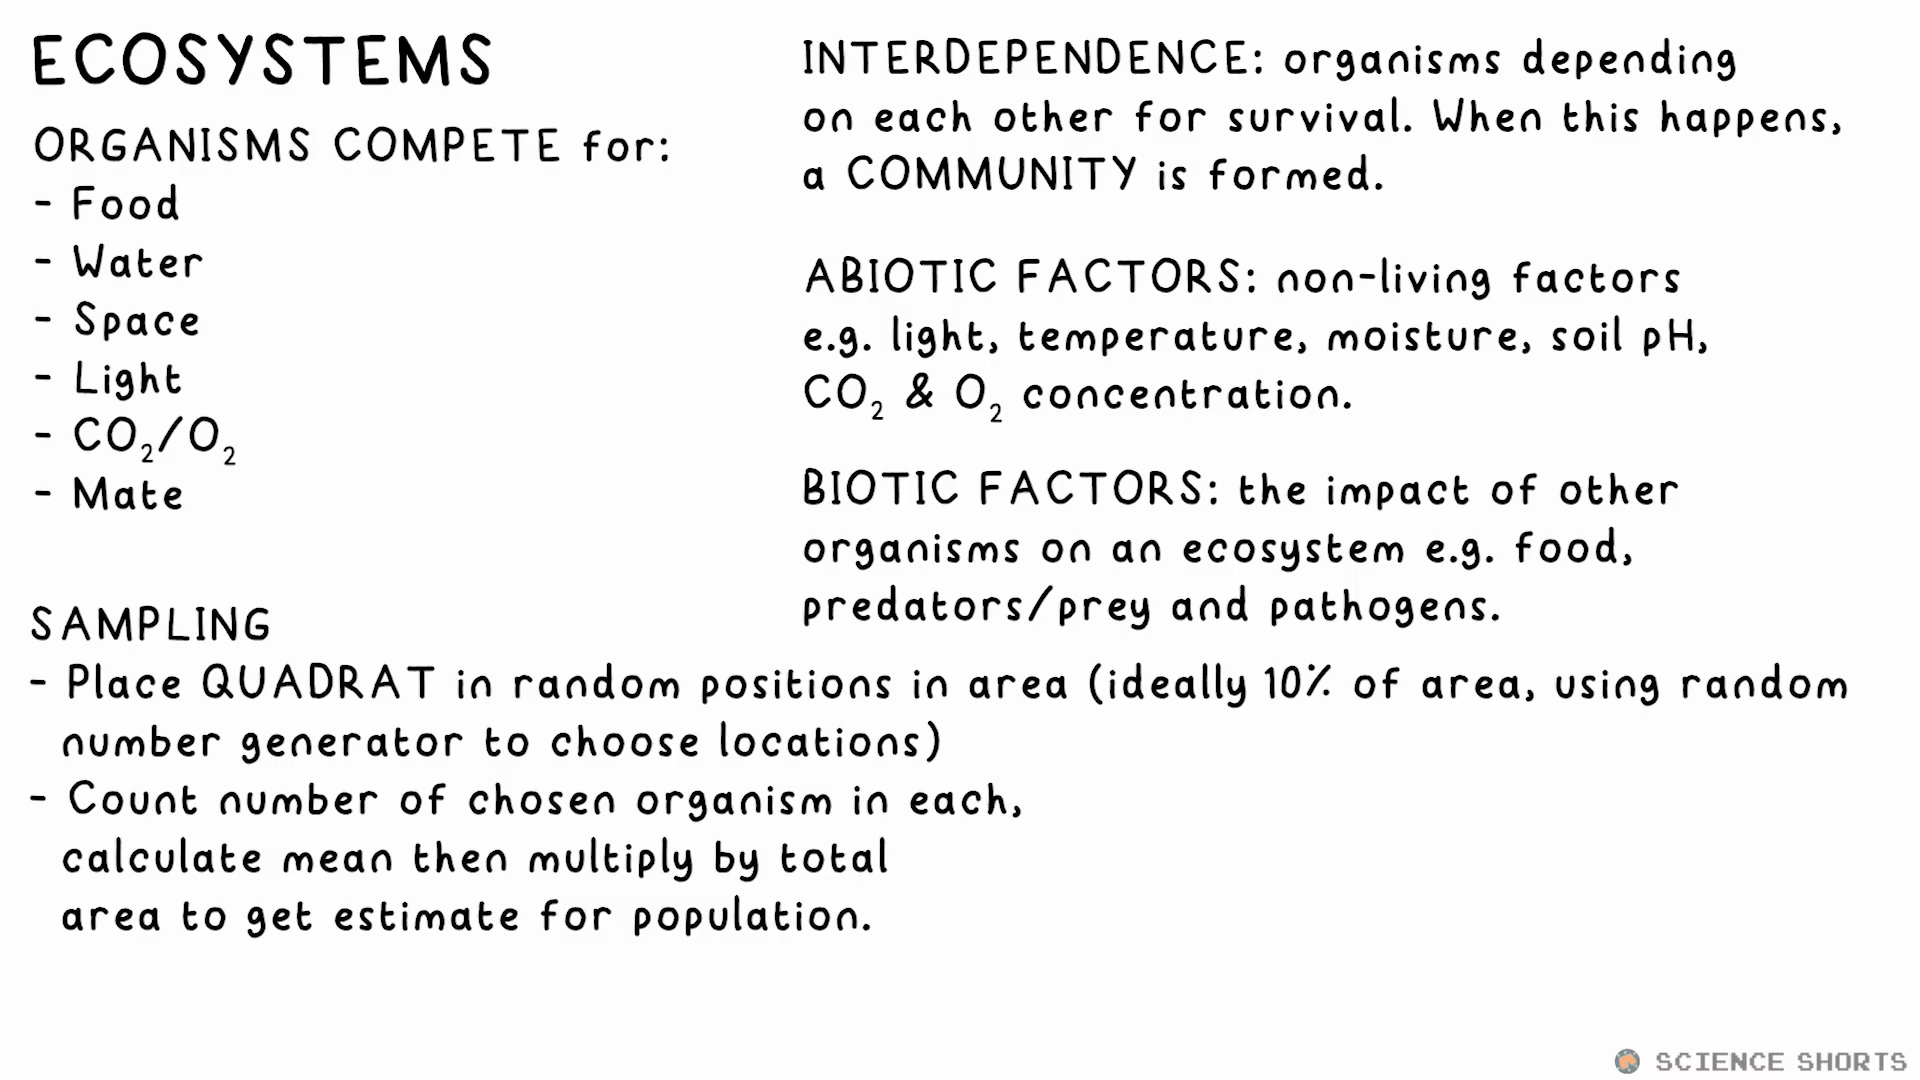 ECOSYSTEMS
ORGANISMS COMPETE for:
- Food
- Water
- Space
- Light
- CO₂/O₂
- Mate
INTERDEPENDENCE: organisms depending
on each other for survival. When this happens,
a COMMUNITY is formed.
ABIOTIC FACTORS: non-living factors
e.g. light, temperature, moisture, soil pH,
CO₂ & O₂ concentration.
BIOTIC FACTORS: the impact of other
organisms on an ecosystem e.g. food,
predators/prey and pathogens.
SAMPLING
- Place QUADRAT in random positions in area (ideally 10% of area, using random
number generator to choose locations)
- Count number of chosen organism in each,
calculate mean then multiply by total
area to get estimate for population.
SCIENCE SHORTS